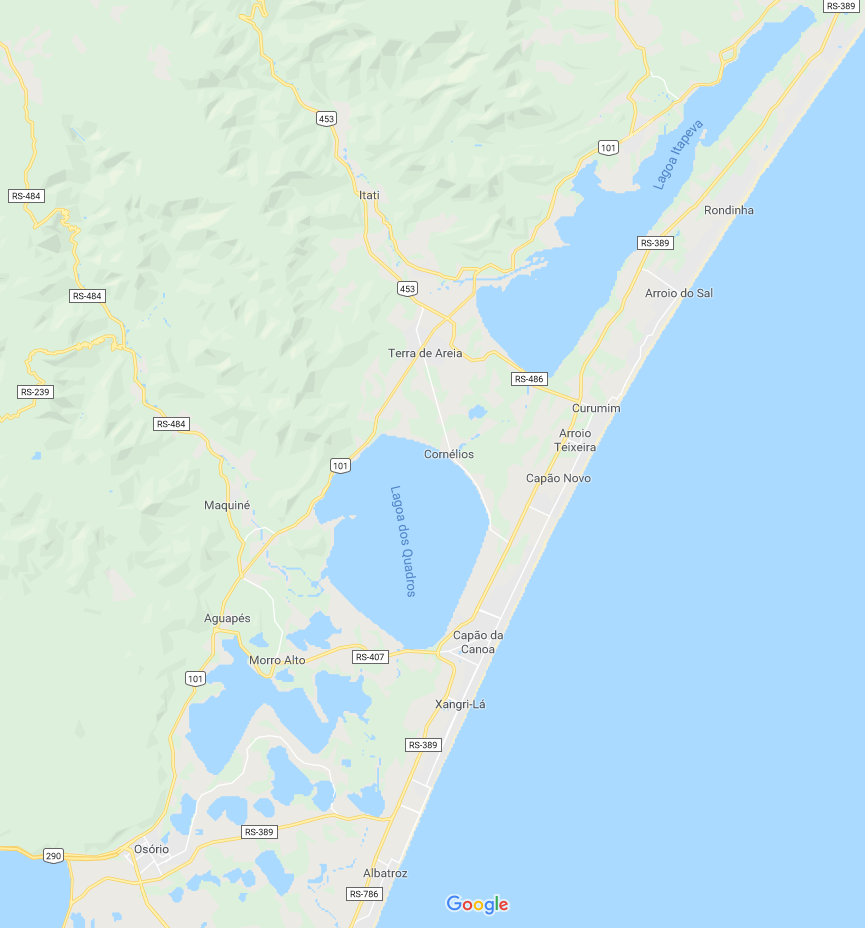 RS-389
453
101
Lagoa Itapeva
RS-484
Itati
Rondinha
RS-389
453
RS-484
Arroio do Sal
Terra de Areia
RS-486
RS-239
Curumim
RS-484
Arroio
Teixeira
101
Cornélios
Capão Novo
Maquiné
Lagoa dos Quadros
Aguapés
Capão da
Canoa
Morro Alto
RS-407
101
Xangri-Lá
RS-389
RS-389
Osório
290
Albatroz
RS-786
Google